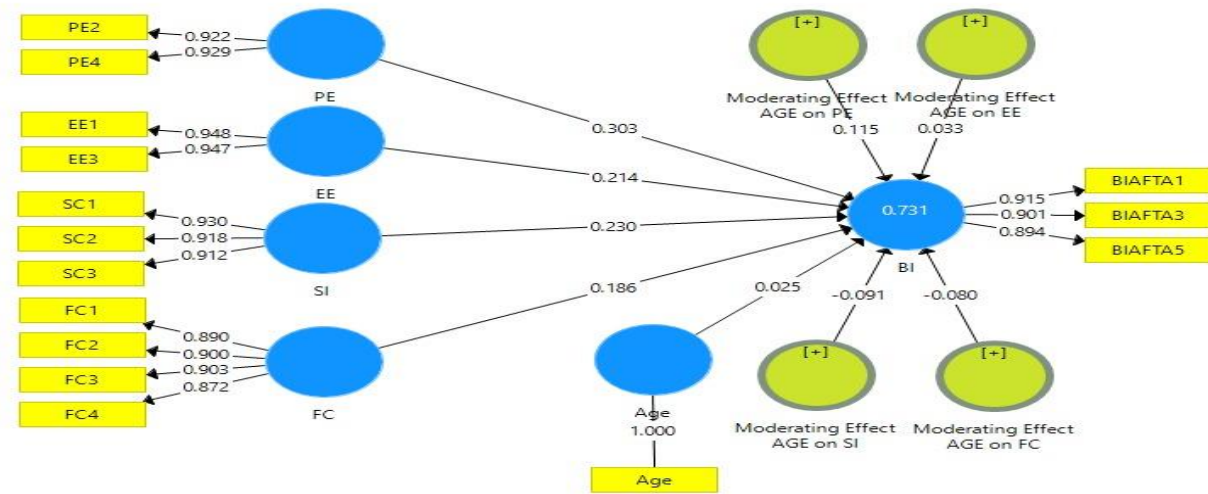 PE2
PE4
0.922
0.929
PE
EE1
EE3
0.948
0.947
EE
SC1
SC2
SC3
0.930
0.918
0.912
SI
FC1
FC2
FC3
FC4
0.890
0.900
0.903
0.872
FC
0.303
0.214
0.230
0.186
0.025
Age
1.000
Age
[+]
Moderating Effect
AGE on PE
0.115
[+]
Moderating Effect
AGE on EE
0.033
0.731
BI
0.915
0.901
0.894
BIAFTA1
BIAFTA3
BIAFTA5
-0.091
-0.080
[+]
Moderating Effect
AGE on SI
[+]
Moderating Effect
AGE on FC